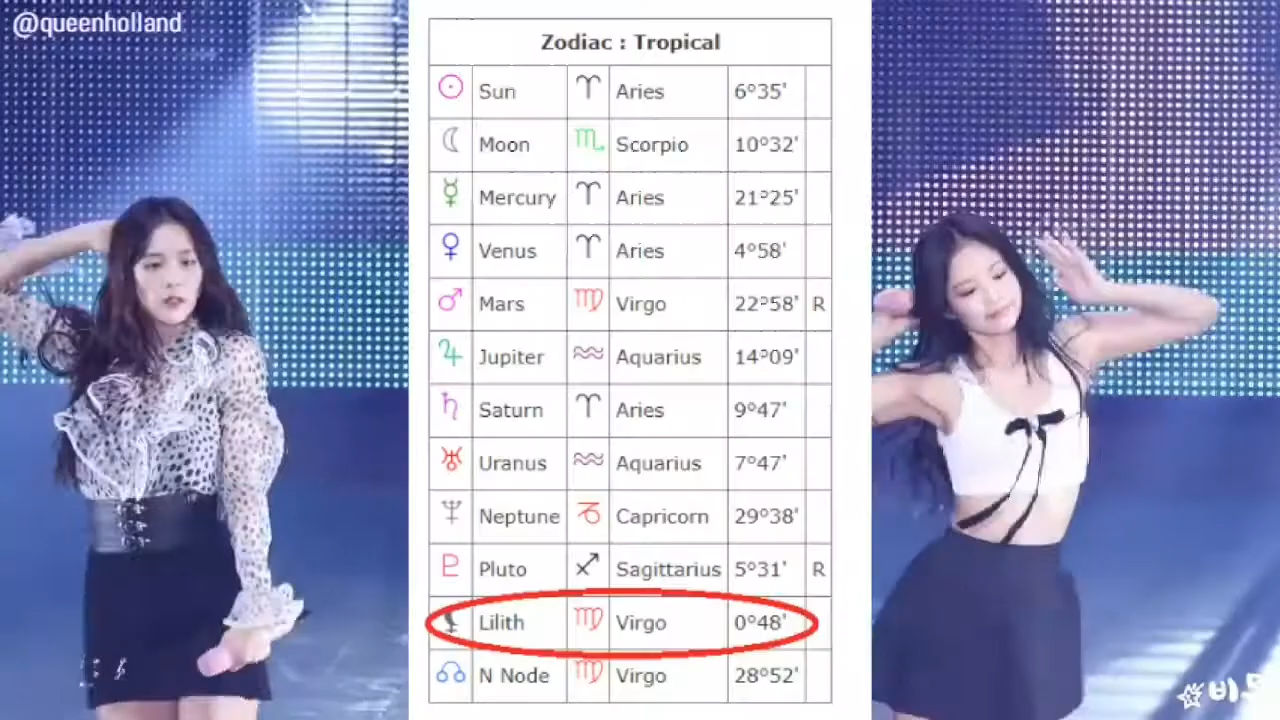 @queenholland
Zodiac : Tropical
Sun Aries 6°35'
Moon Scorpio 10°32'
Mercury Aries 21°25'
Venus Aries 4°58'
Mars Virgo 22°58' R
Jupiter Aquarius 14°09'
Saturn Aries 9°47'
Uranus Aquarius 7°47'
Neptune Capricorn 29°38'
Pluto Sagittarius 5°31' R
Lilith Virgo 0°48'
N Node Virgo 28°52'